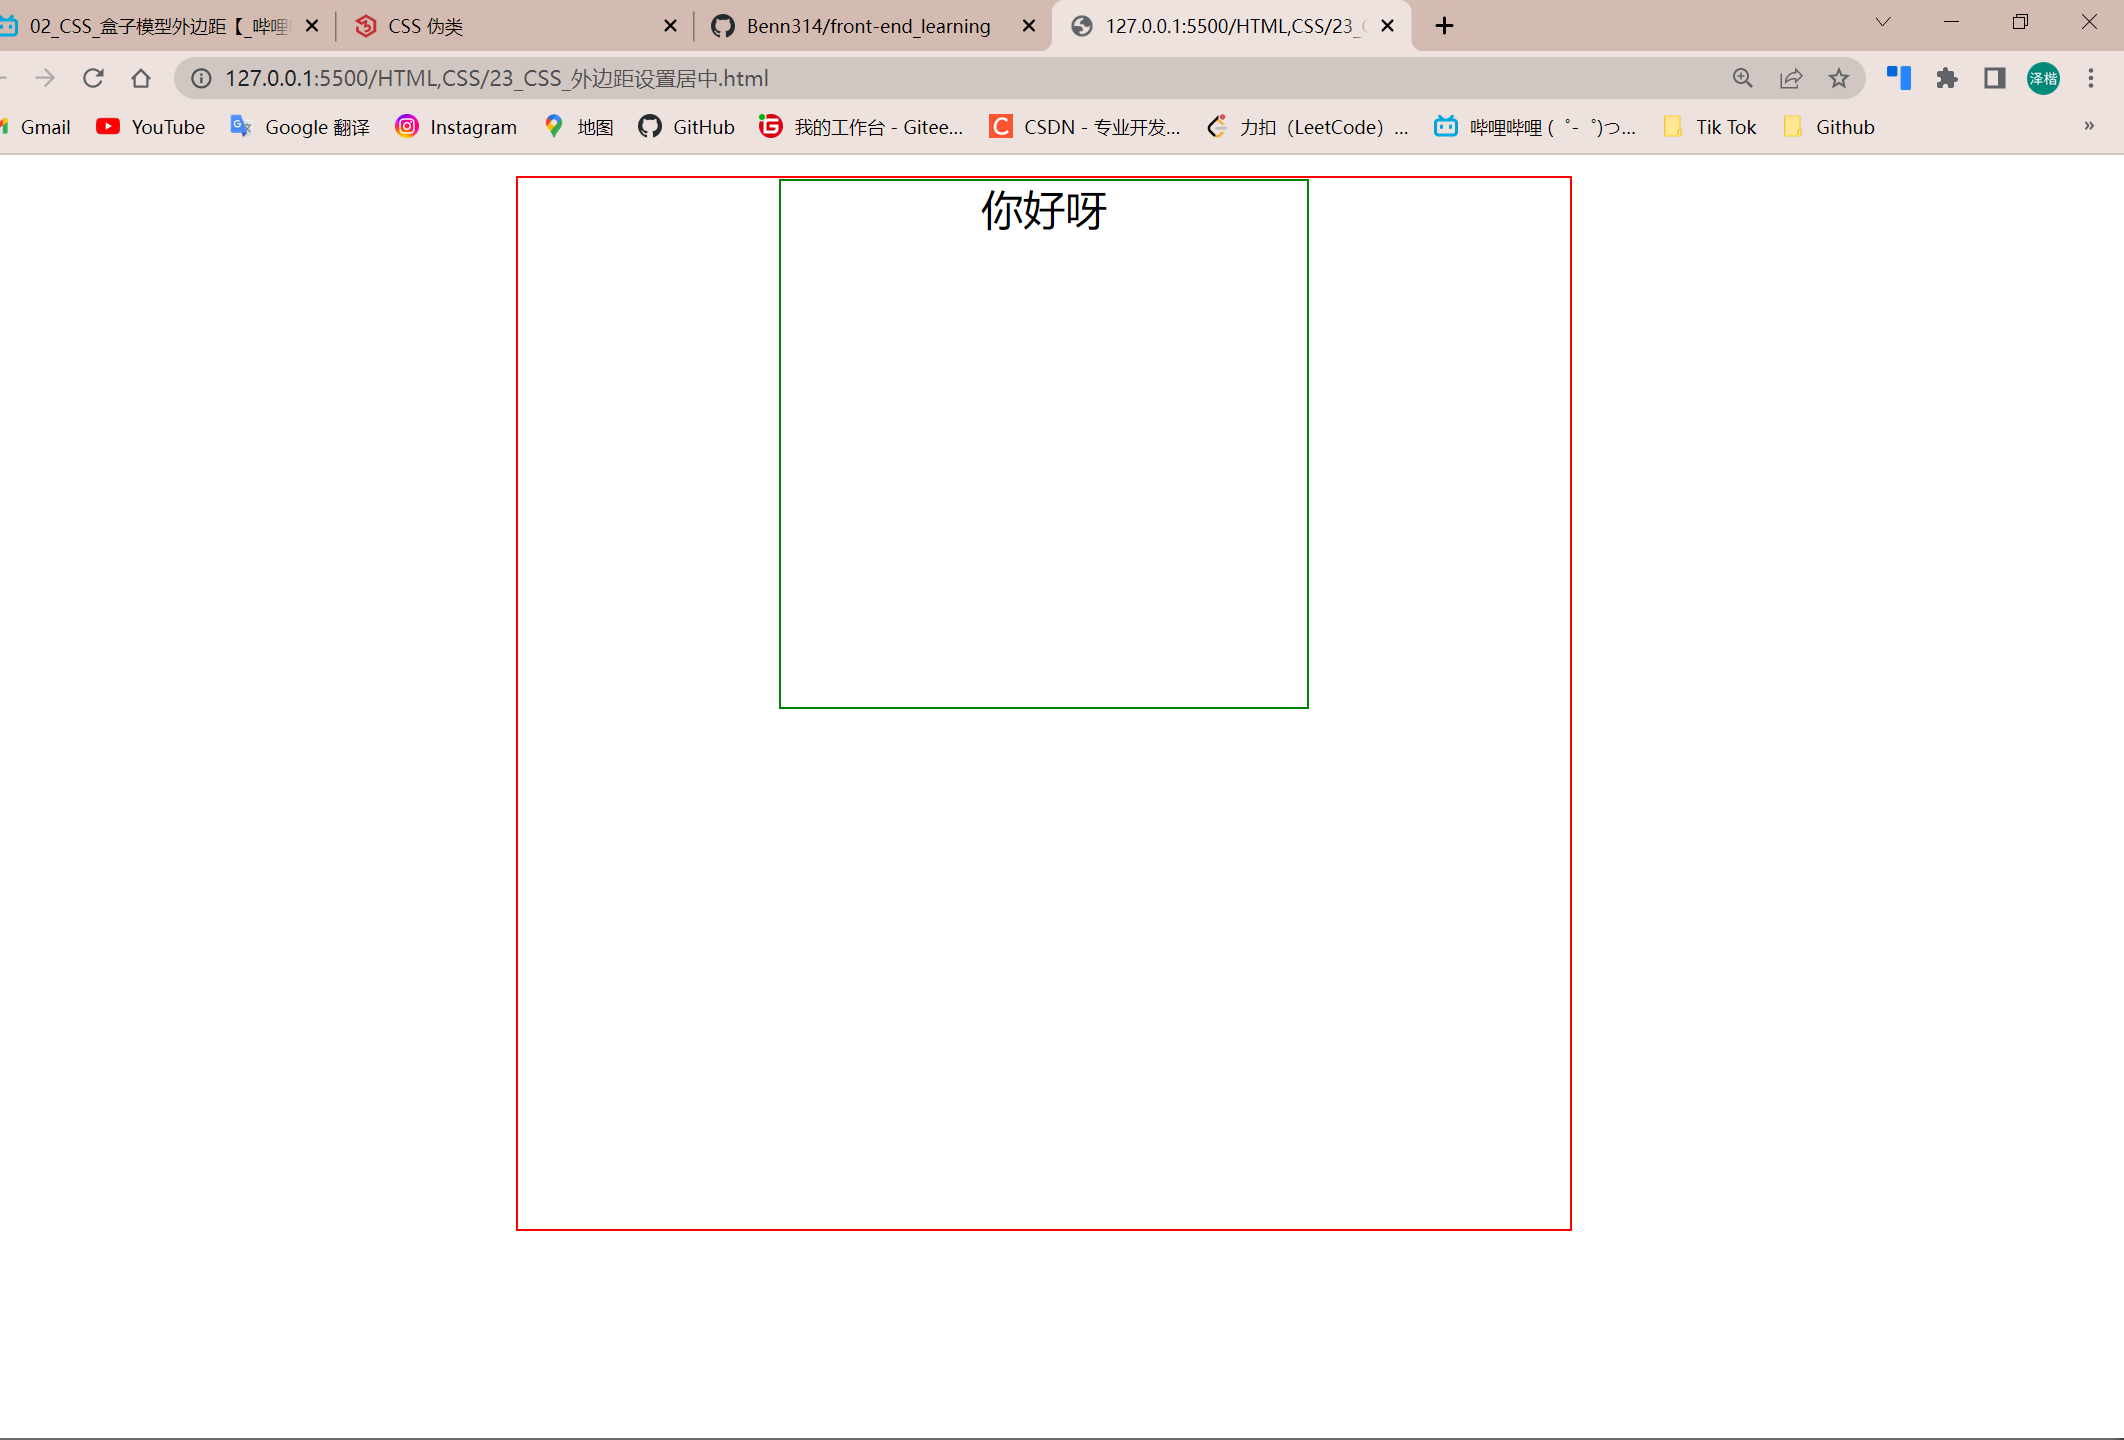 02_CSS_盒子模型外边距【_哔哩
CSS 伪类
Benn314/front-end_learning
127.0.0.1:5500/HTML,CSS/23_
127.0.0.1:5500/HTML,CSS/23_CSS_外边距设置居中.html
泽楷
Gmail
YouTube
Google 翻译
Instagram
地图
GitHub
我的工作台 - Gitee...
CSDN - 专业开发...
力扣（LeetCode）...
哔哩哔哩 ( ゜- ゜)つ...
Tik Tok
Github
»
你好呀